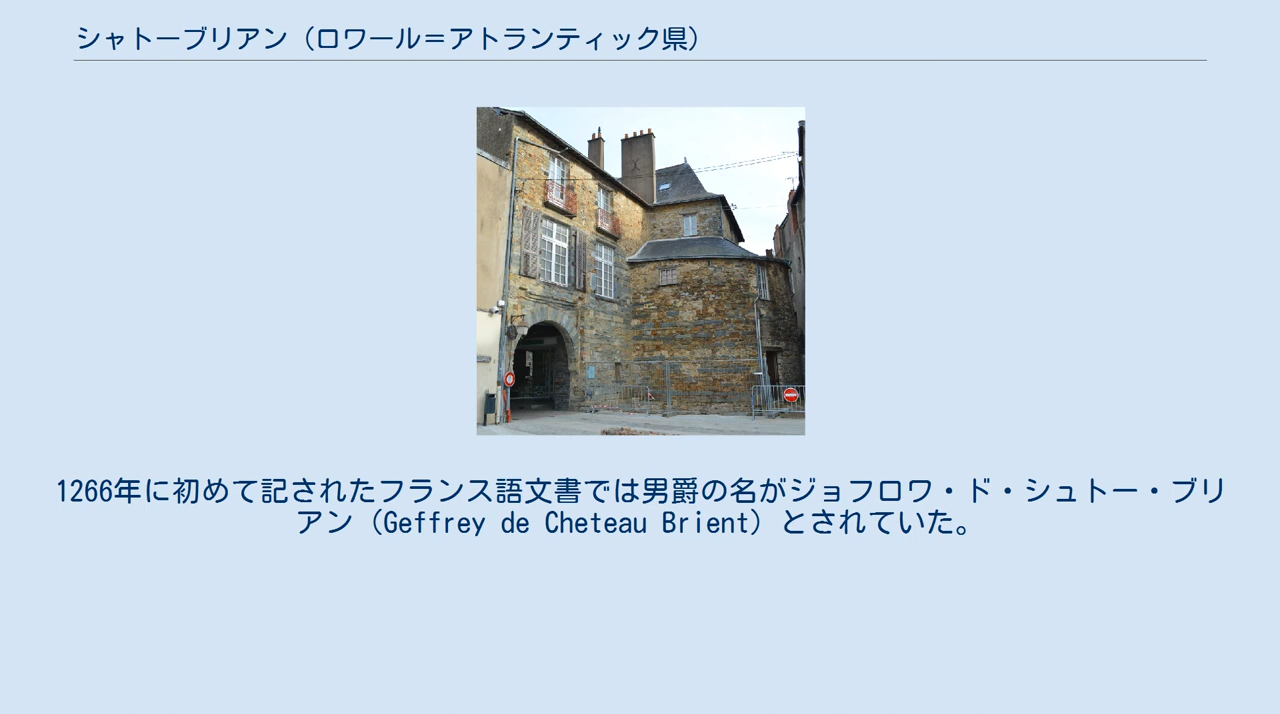 シャトーブリアン（ロワール＝アトランティック県）
1266年に初めて記されたフランス語文書では男爵の名がジョフロワ・ド・シュトー・ブリ
アン（Geffrey de Cheteau Brient）とされていた。